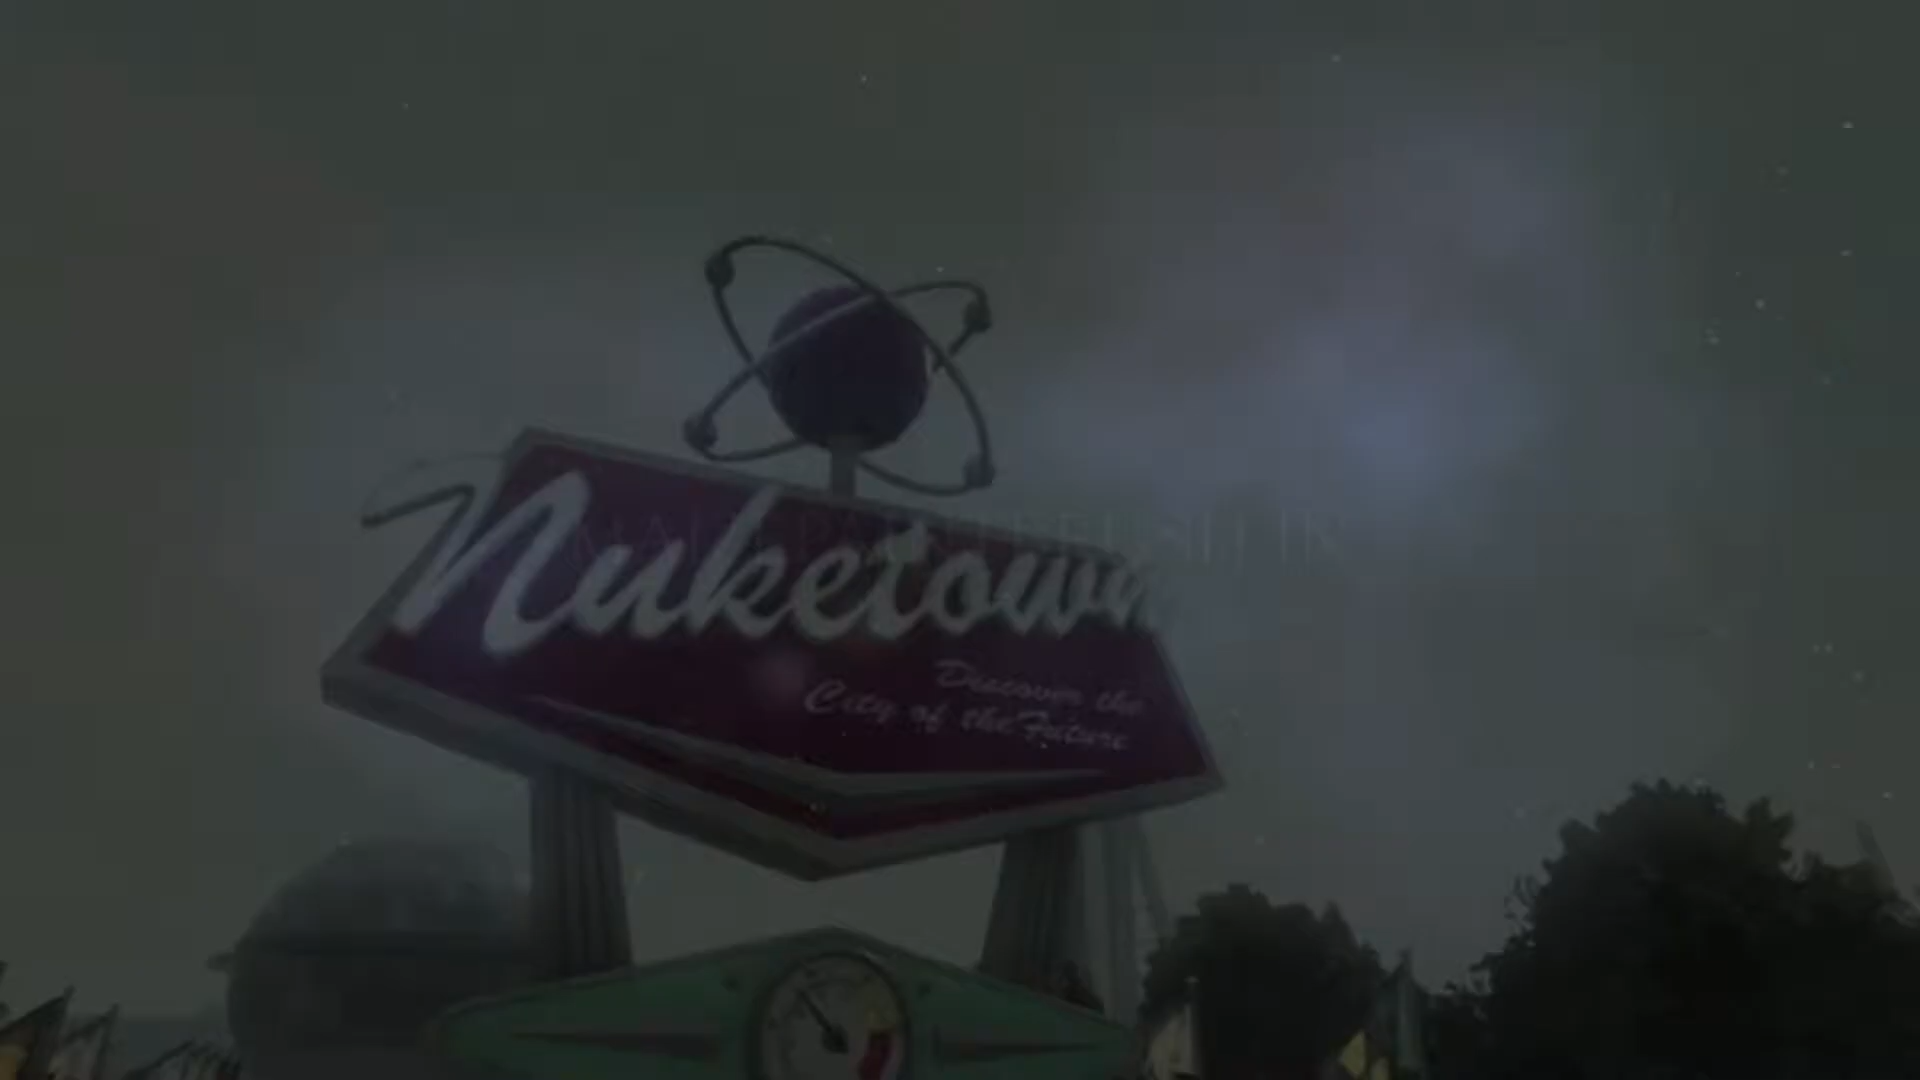 Nuketown
Discover the
City of the Future